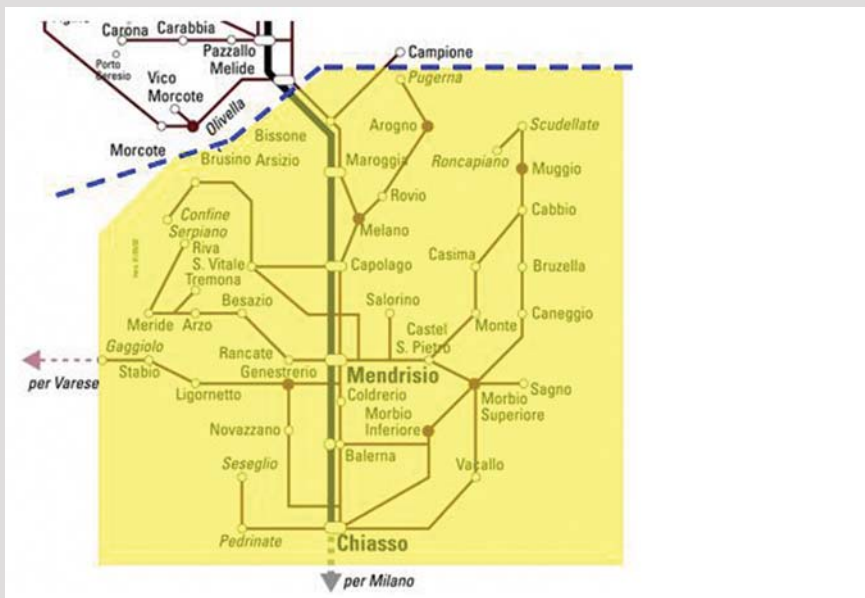 Carona Carabbia
Pazzallo
Melide
Campione
Porto
Ceresio
Vico
Morcote
Olivella
Pugerna
Arogno
Scudellate
Bissone
Morcote
Brusino Arsizio
Maroggia
Roncapiano
Muggio
Rovio
Cabbio
Confine
Serpiano
Melano
Riva
S. Vitale
Capolago
Casima
Bruzella
Tremona
Besazio
Salorino
Meride Arzo
Castel
S. Pietro
Monte
Caneggio
Gaggiolo
Stabio
Rancate
Mendrisio
per Varese
Genestrerio
Ligornetto
Coldrerio
Morbio
Inferiore
Morbio
Superiore
Sagno
Novazzano
Balerna
Seseglio
Vacallo
Pedrinate
Chiasso
per Milano